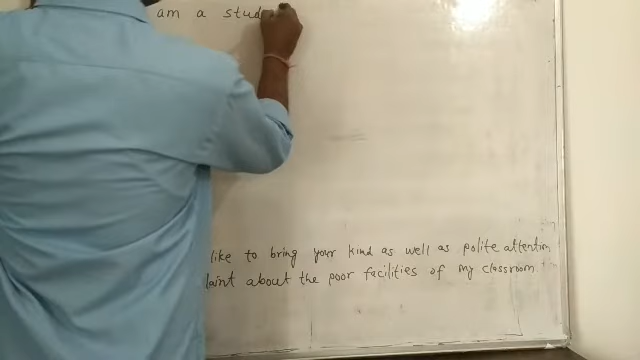 am a stud
like to bring your kind as well as polite attention
laint about the poor facilities of my classroom.